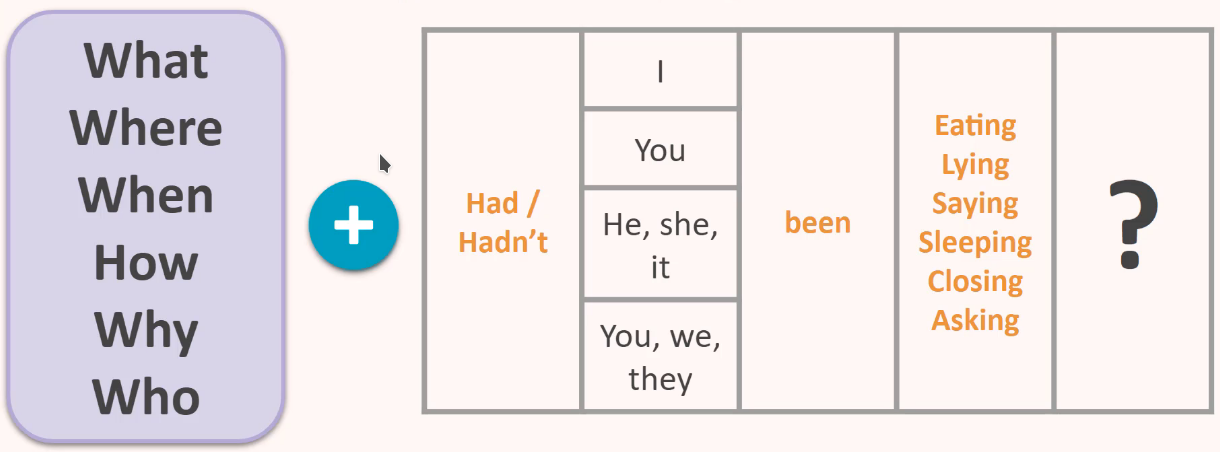 What
Where
When
How
Why
Who
+
Had /
Hadn't
I
You
He, she,
it
You, we,
they
been
Eating
Lying
Saying
Sleeping
Closing
Asking
?